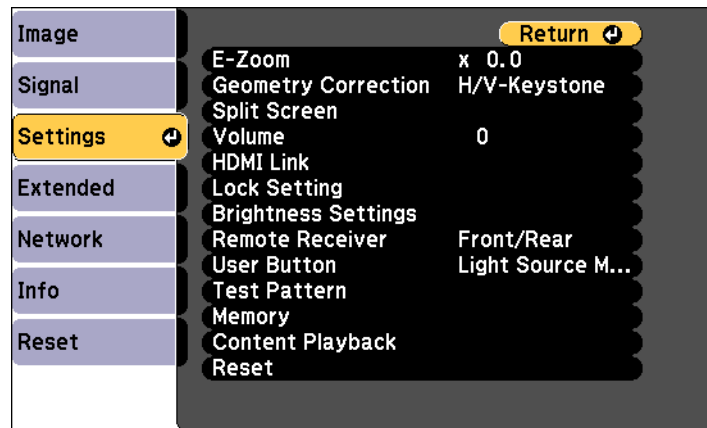 Image
Signal
Settings
Extended
Network
Info
Reset
Return
E-Zoom x 0.0
Geometry Correction H/V-Keystone
Split Screen
Volume 0
HDMI Link
Lock Setting
Brightness Settings
Remote Receiver Front/Rear
User Button Light Source M...
Test Pattern
Memory
Content Playback
Reset